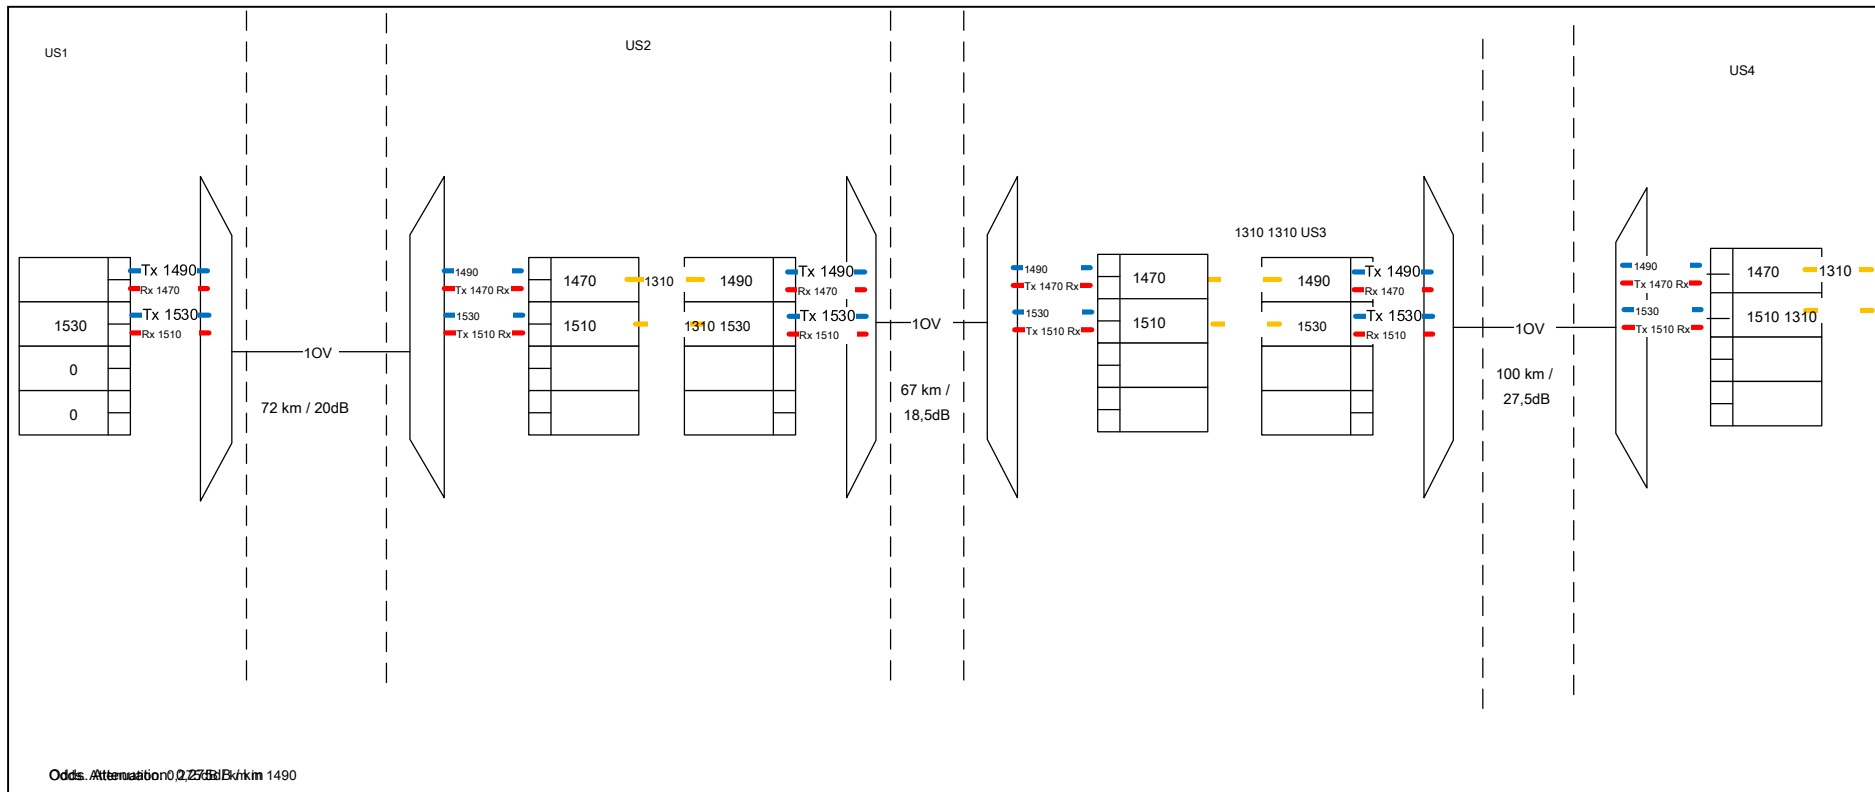 US1
US2
US4
1310 1310 US3
Tx 1490
Rx 1470
1530
Tx 1530
Rx 1510
0
0
1OV
72 km / 20dB
1490
Tx 1470 Rx
1530
Tx 1510 Rx
1470
1310
1510
1490
1310 1530
Tx 1490
Rx 1470
Tx 1530
Rx 1510
1OV
67 km /
18,5dB
1490
Tx 1470 Rx
1530
Tx 1510 Rx
1470
1510
1490
1530
Tx 1490
Rx 1470
Tx 1530
Rx 1510
1OV
100 km /
27,5dB
1490
Tx 1470 Rx
1530
Tx 1510 Rx
1470
1310
1510 1310
1490